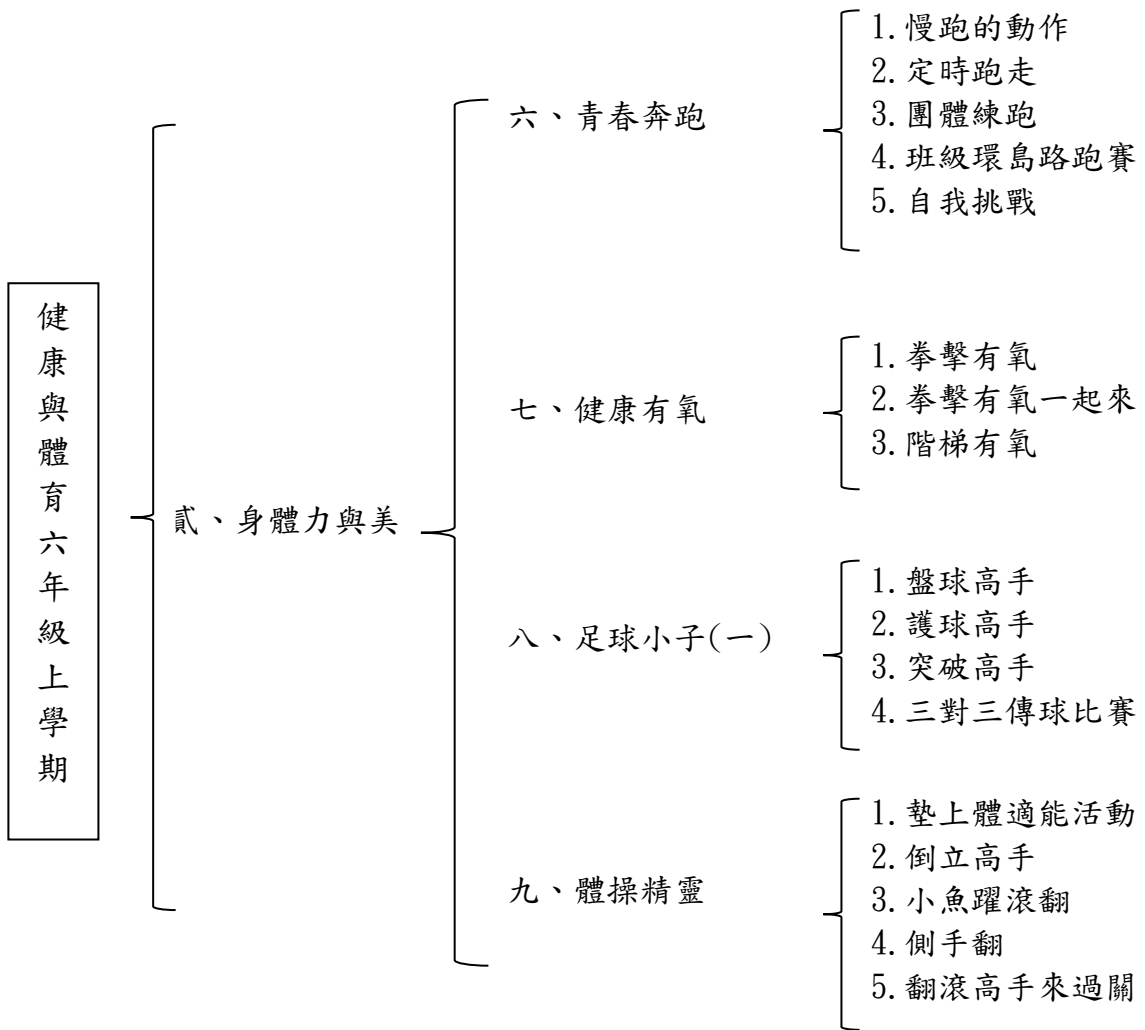 健康與體育六年級上學期
貳、身體力與美
六、青春奔跑
1.慢跑的動作
2.定時跑走
3.團體練跑
4.班級環島路跑賽
5.自我挑戰
七、健康有氧
1.拳擊有氧
2.拳擊有氧一起來
3.階梯有氧
八、足球小子(一)
1.盤球高手
2.護球高手
3.突破高手
4.三對三傳球比賽
九、體操精靈
1.墊上體適能活動
2.倒立高手
3.小魚躍滾翻
4.側手翻
5.翻滾高手來過關